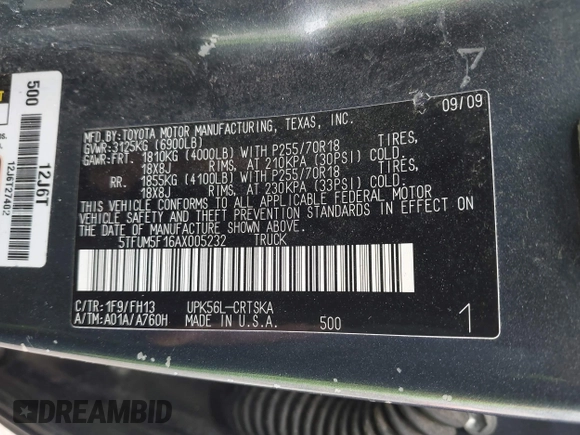 09/09
MFD.BY:TOYOTA MOTOR MANUFACTURING, TEXAS, INC.
GVWR:3125KG (6900LB)
GAWR:FRT. 1810KG (4000LB) WITH P255/70R18 TIRES,
18X8J RIMS, AT 210KPA (30PSI) COLD.
RR. 1855KG (4100LB) WITH P255/70R18 TIRES,
18X8J RIMS, AT 230KPA (33PSI) COLD.
THIS VEHICLE CONFORMS TO ALL APPLICABLE FEDERAL MOTOR
VEHICLE SAFETY AND THEFT PREVENTION STANDARDS IN EFFECT ON
THE DATE OF MANUFACTURE SHOWN ABOVE.
5TFUM5F16AX005232 TRUCK
C/TR:1F9/FH13 UPK56L-CRTSKA
A/TM:A01A/A760H MADE IN U.S.A. 500 1
500
12J6T
12J6T27402
DREAMBID